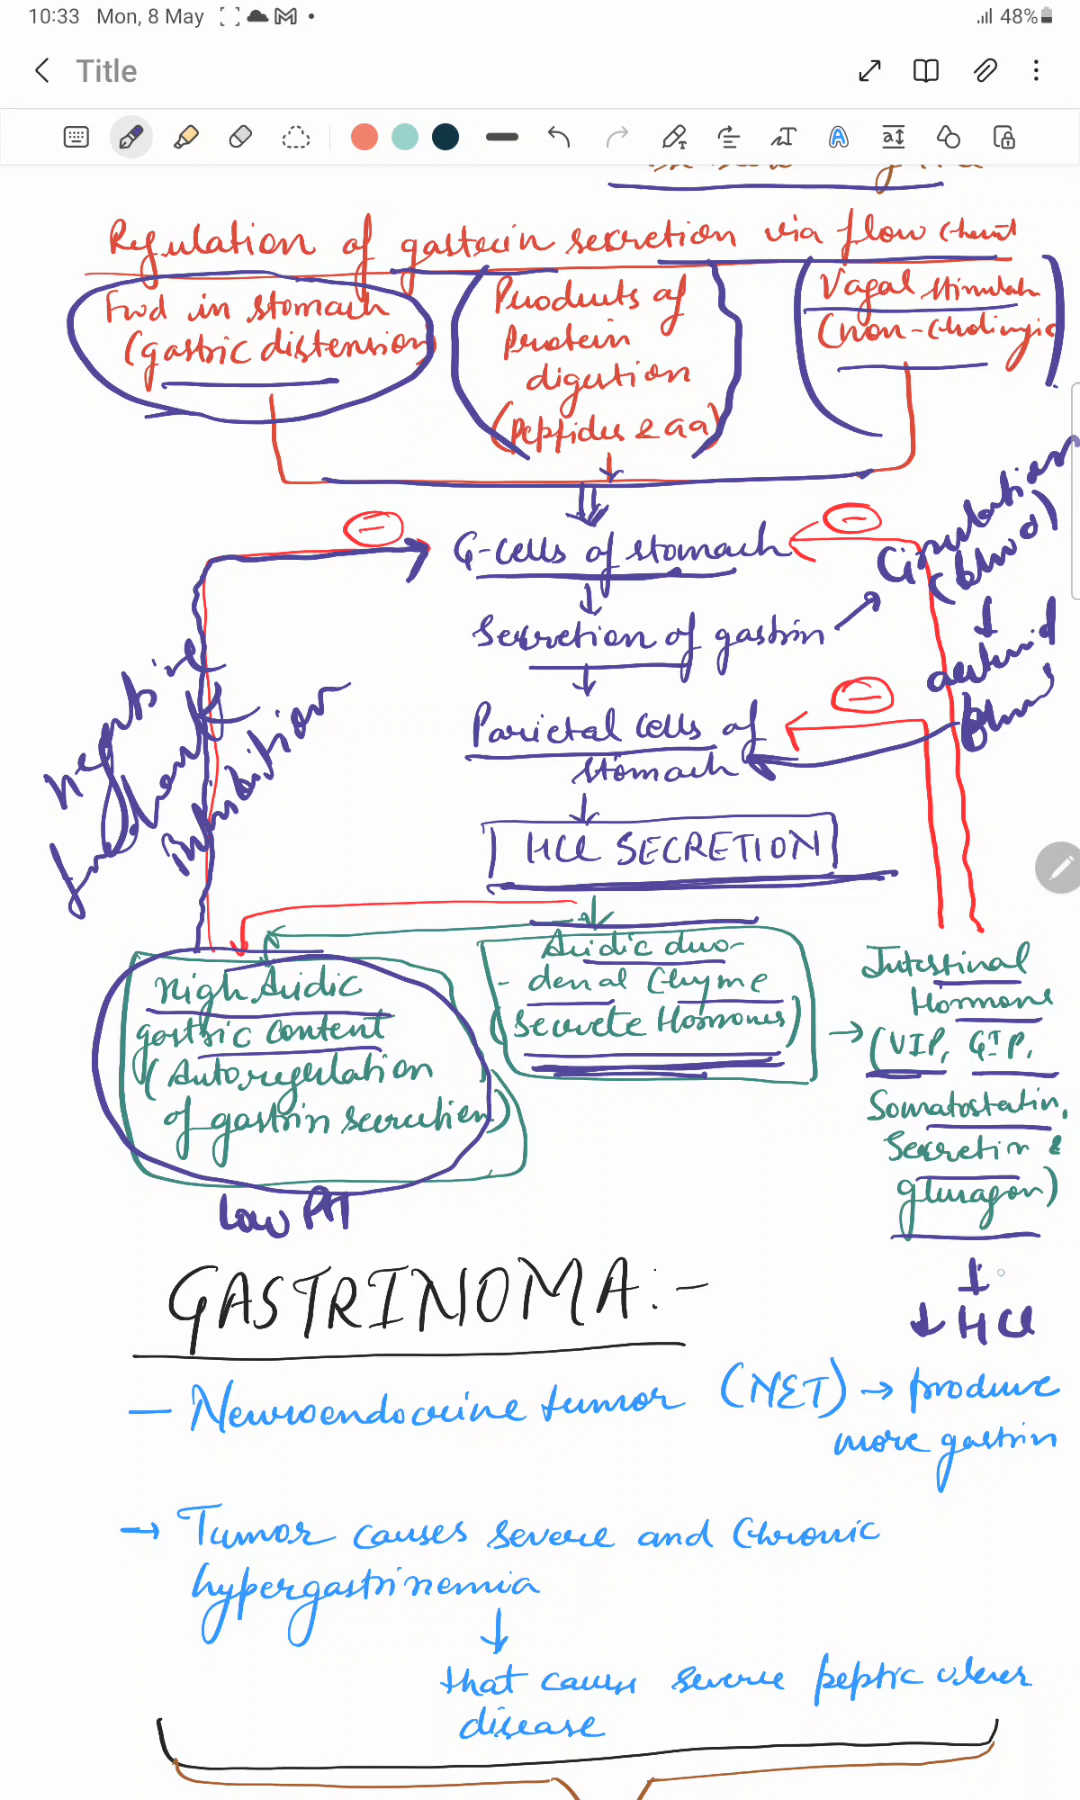 10:33 Mon, 8 May
48%
Title
Regulation of gastrin secretion via flow chart
Food in stomach
(gastric distension)
Products of
Protein
digestion
(Peptides & aa)
Vagal stimulatn
(non-cholinergic
G-cells of stomach
Circulation
(blood)
Secretion of gastrin
arterial
Blood
Parietal cells of
stomach
Negative
feedback
inhibition
HCl SECRETION
High Acidic
gastric content
(Autoregulation
of gastrin secretion)
Low PH
Acidic duo-
- denal Chyme
(secrete Hormones)
Intestinal
Hormone
(VIP, GIP,
Somatostatin,
Secretin &
glucagon)
↓ HCl
GASTRINOMA:-
— Neuroendocrine tumor (NET) → produce
more gastrin
→ Tumor causes severe and Chronic
hypergastrinemia
that cause severe peptic ulcer
disease